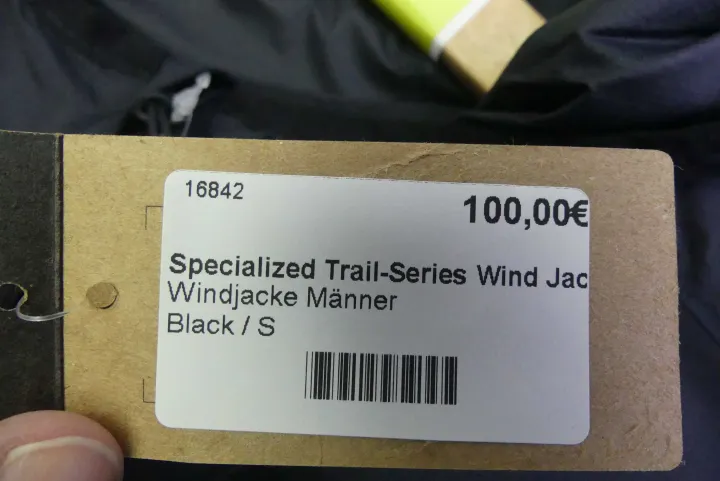 16842
100,00€
Specialized Trail-Series Wind Jac
Windjacke Männer
Black / S